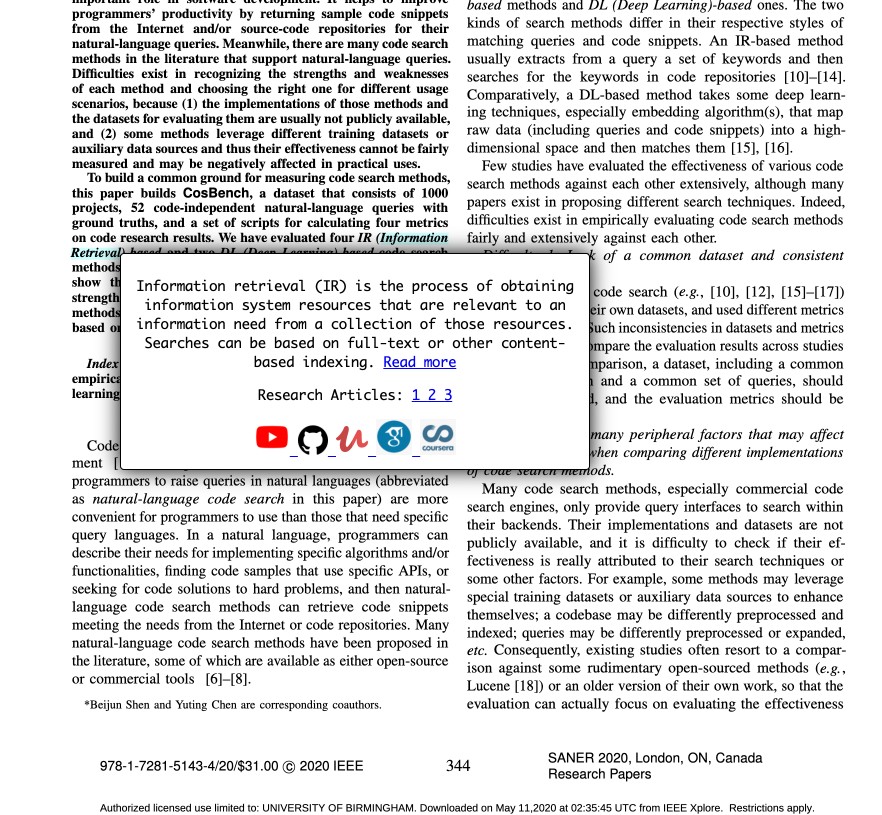 important role in software development. It helps to improve
programmers' productivity by returning sample code snippets
from the Internet and/or source-code repositories for their
natural-language queries. Meanwhile, there are many code search
methods in the literature that support natural-language queries.
Difficulties exist in recognizing the strengths and weaknesses
of each method and choosing the right one for different usage
scenarios, because (1) the implementations of those methods and
the datasets for evaluating them are usually not publicly available,
and (2) some methods leverage different training datasets or
auxiliary data sources and thus their effectiveness cannot be fairly
measured and may be negatively affected in practical uses.
To build a common ground for measuring code search methods,
this paper builds CosBench, a dataset that consists of 1000
projects, 52 code-independent natural-language queries with
ground truths, and a set of scripts for calculating four metrics
on code research results. We have evaluated four IR (Information
Retrieval)-based and two DL (Deep Learning)-based code search
methods
show th
strength
methods
based on
Index
empirica
learning
Code
ment [
programmers to raise queries in natural languages (abbreviated
as natural-language code search in this paper) are more
convenient for programmers to use than those that need specific
query languages. In a natural language, programmers can
describe their needs for implementing specific algorithms and/or
functionalities, finding code samples that use specific APIs, or
seeking for code solutions to hard problems, and then natural-
language code search methods can retrieve code snippets
meeting the needs from the Internet or code repositories. Many
natural-language code search methods have been proposed in
the literature, some of which are available as either open-source
or commercial tools [6]–[8].
*Beijun Shen and Yuting Chen are corresponding coauthors.
Information retrieval (IR) is the process of obtaining
information system resources that are relevant to an
information need from a collection of those resources.
Searches can be based on full-text or other content-
based indexing. Read more
Research Articles: 1 2 3
coursera
based methods and DL (Deep Learning)-based ones. The two
kinds of search methods differ in their respective styles of
matching queries and code snippets. An IR-based method
usually extracts from a query a set of keywords and then
searches for the keywords in code repositories [10]–[14].
Comparatively, a DL-based method takes some deep learn-
ing techniques, especially embedding algorithm(s), that map
raw data (including queries and code snippets) into a high-
dimensional space and then matches them [15], [16].
Few studies have evaluated the effectiveness of various code
search methods against each other extensively, although many
papers exist in proposing different search techniques. Indeed,
difficulties exist in empirically evaluating code search methods
fairly and extensively against each other.
of a common dataset and consistent
code search (e.g., [10], [12], [15]–[17])
eir own datasets, and used different metrics
Such inconsistencies in datasets and metrics
mpare the evaluation results across studies
mparison, a dataset, including a common
and a common set of queries, should
d, and the evaluation metrics should be
many peripheral factors that may affect
when comparing different implementations
of code search methods.
Many code search methods, especially commercial code
search engines, only provide query interfaces to search within
their backends. Their implementations and datasets are not
publicly available, and it is difficult to check if their ef-
fectiveness is really attributed to their search techniques or
some other factors. For example, some methods may leverage
special training datasets or auxiliary data sources to enhance
themselves; a codebase may be differently preprocessed and
indexed; queries may be differently preprocessed or expanded,
etc. Consequently, existing studies often resort to a compar-
ison against some rudimentary open-sourced methods (e.g.,
Lucene [18]) or an older version of their own work, so that the
evaluation can actually focus on evaluating the effectiveness
978-1-7281-5143-4/20/$31.00 © 2020 IEEE
344
SANER 2020, London, ON, Canada
Research Papers
Authorized licensed use limited to: UNIVERSITY OF BIRMINGHAM. Downloaded on May 11,2020 at 02:35:45 UTC from IEEE Xplore. Restrictions apply.